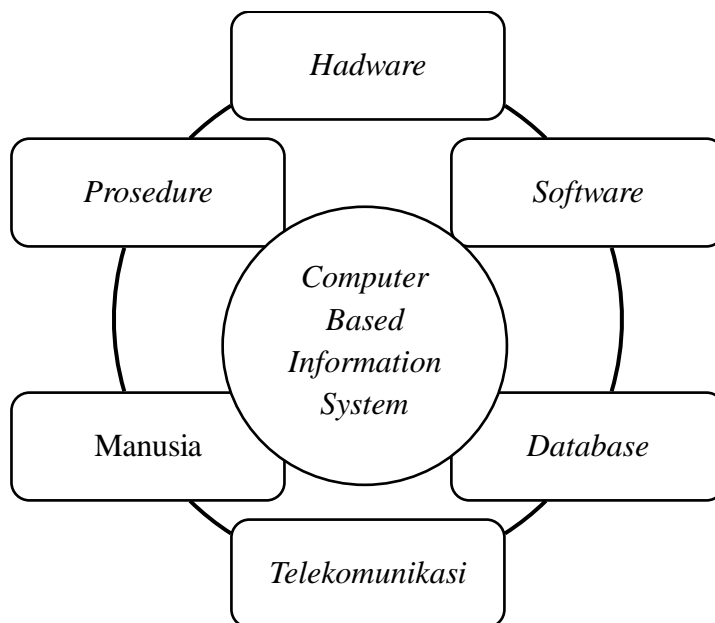 Hadware
Prosedure
Software
Computer
Based
Information
System
Manusia
Database
Telekomunikasi